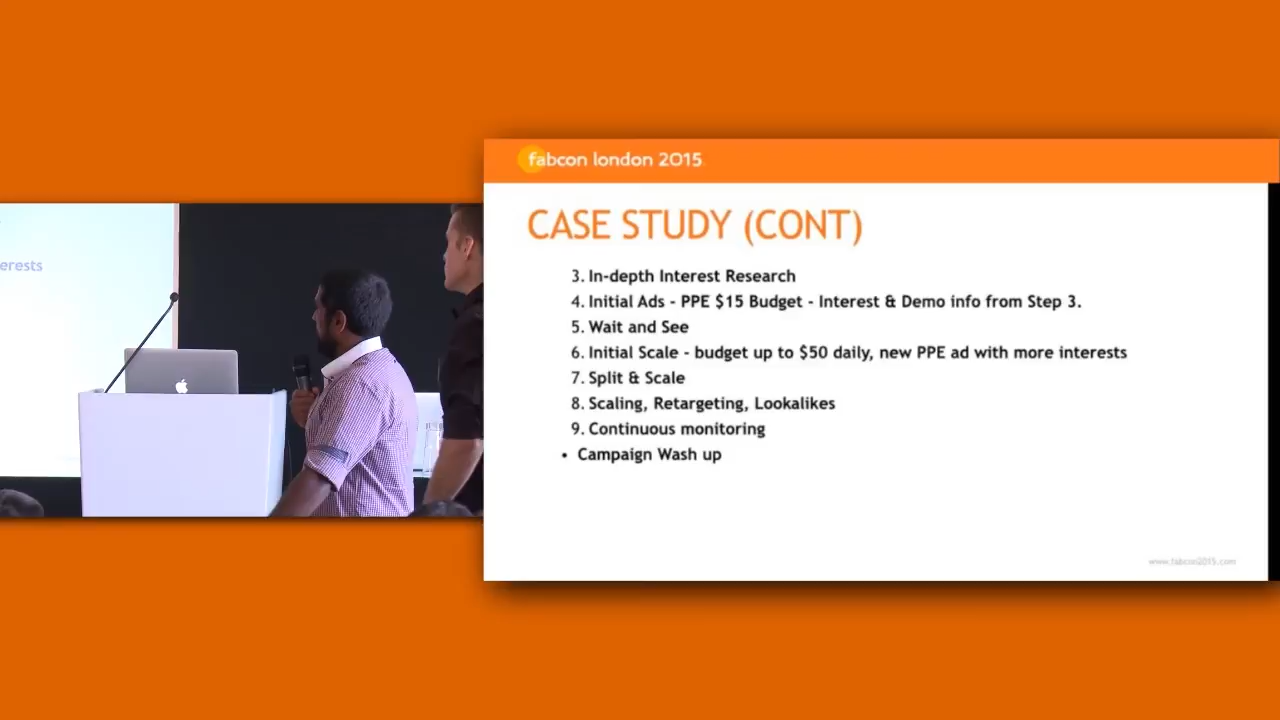 erests
fabcon london 2015
CASE STUDY (CONT)
3. In-depth Interest Research
4. Initial Ads - PPE $15 Budget - Interest & Demo info from Step 3.
5. Wait and See
6. Initial Scale - budget up to $50 daily, new PPE ad with more interests
7. Split & Scale
8. Scaling, Retargeting, Lookalikes
9. Continuous monitoring
• Campaign Wash up
www.fabcon2015.com